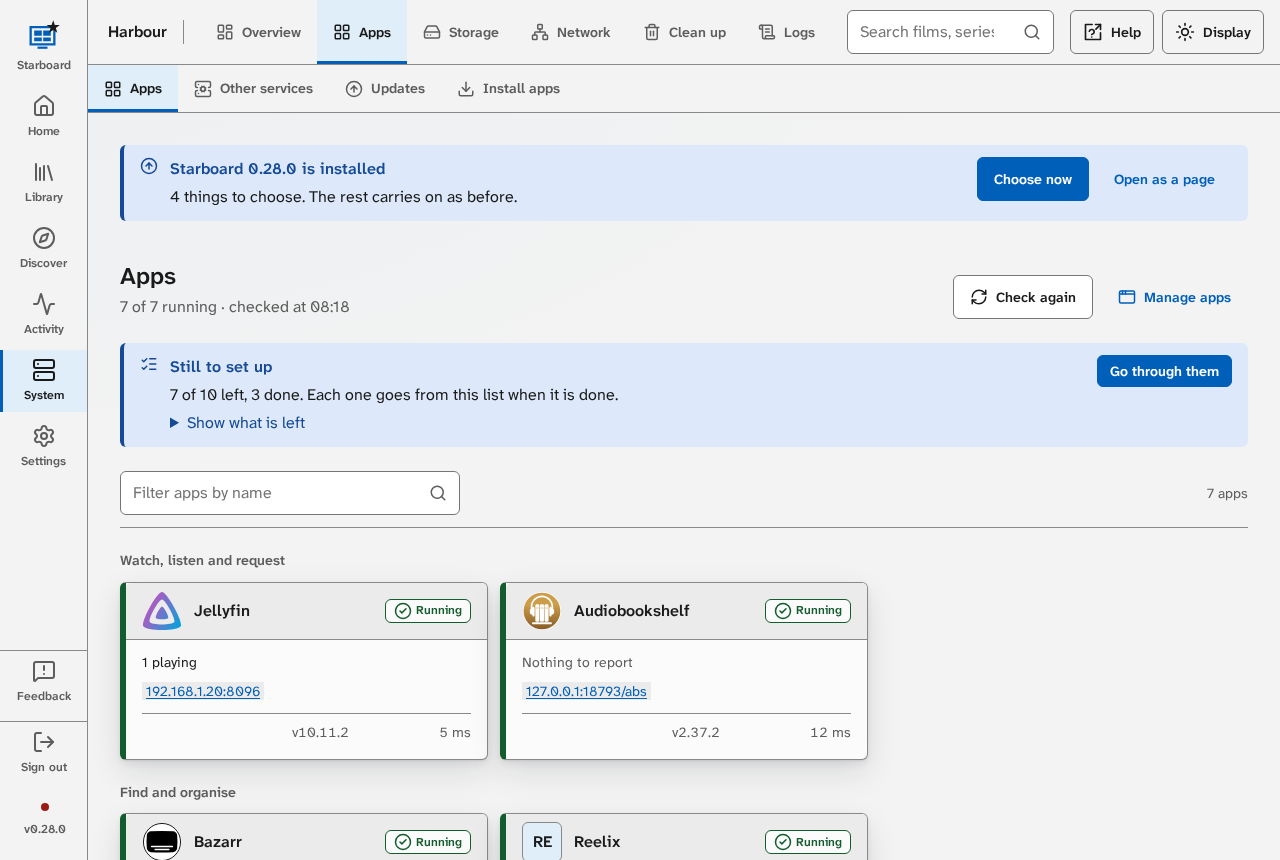 Starboard
Home
Library
Discover
Activity
System
Settings
Feedback
Sign out
v0.28.0
Harbour
Overview
Apps
Storage
Network
Clean up
Logs
Search films, series
Help
Display
Apps
Other services
Updates
Install apps
Starboard 0.28.0 is installed
4 things to choose. The rest carries on as before.
Choose now
Open as a page
Apps
7 of 7 running · checked at 08:18
Check again
Manage apps
Still to set up
7 of 10 left, 3 done. Each one goes from this list when it is done.
Show what is left
Go through them
Filter apps by name
7 apps
Watch, listen and request
Jellyfin
Running
1 playing
192.168.1.20:8096
v10.11.2
5 ms
Audiobookshelf
Running
Nothing to report
127.0.0.1:18793/abs
v2.37.2
12 ms
Find and organise
Bazarr
Running
RE
Reelix
Running